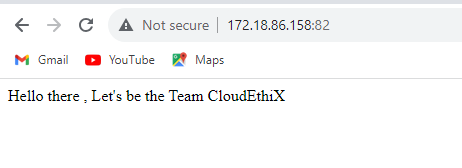 Not secure | 172.18.86.158:82
Gmail YouTube Maps
Hello there , Let's be the Team CloudEthiX